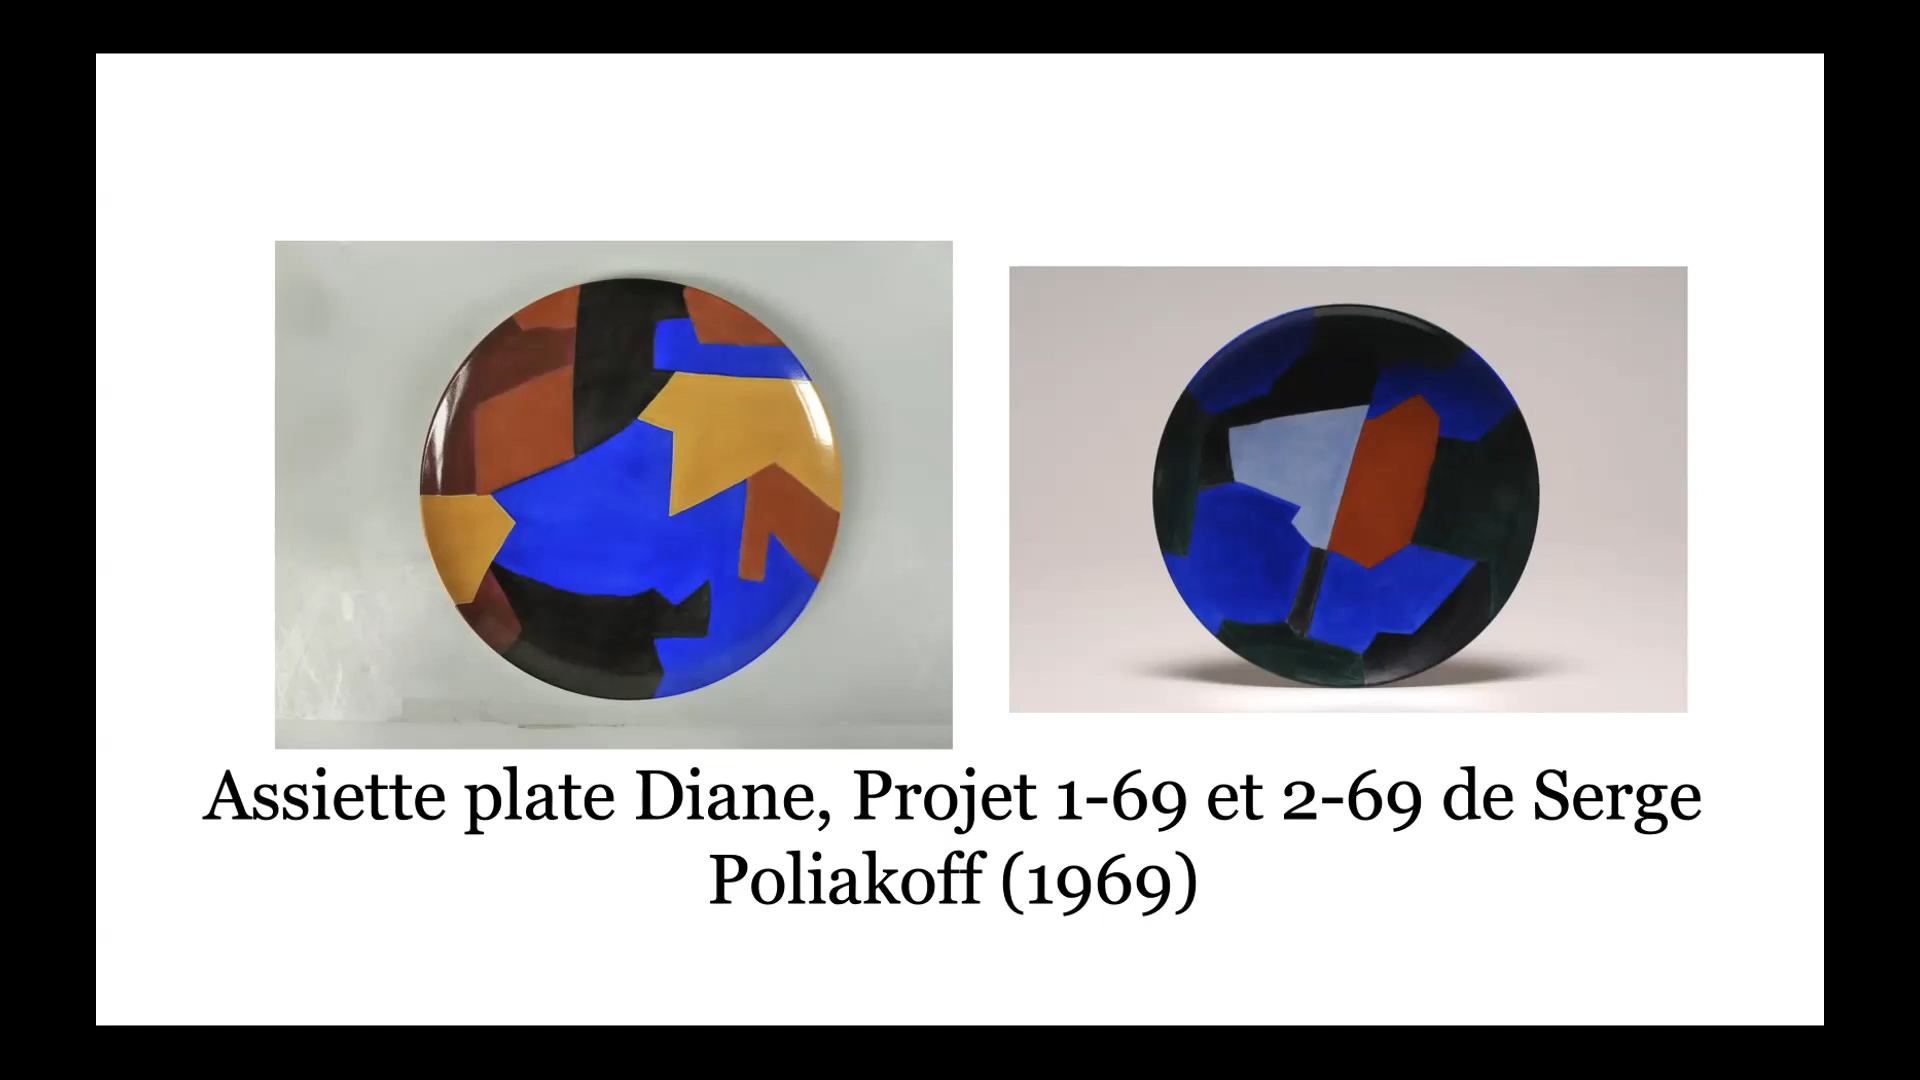 Assiette plate Diane, Projet 1-69 et 2-69 de Serge
Poliakoff (1969)